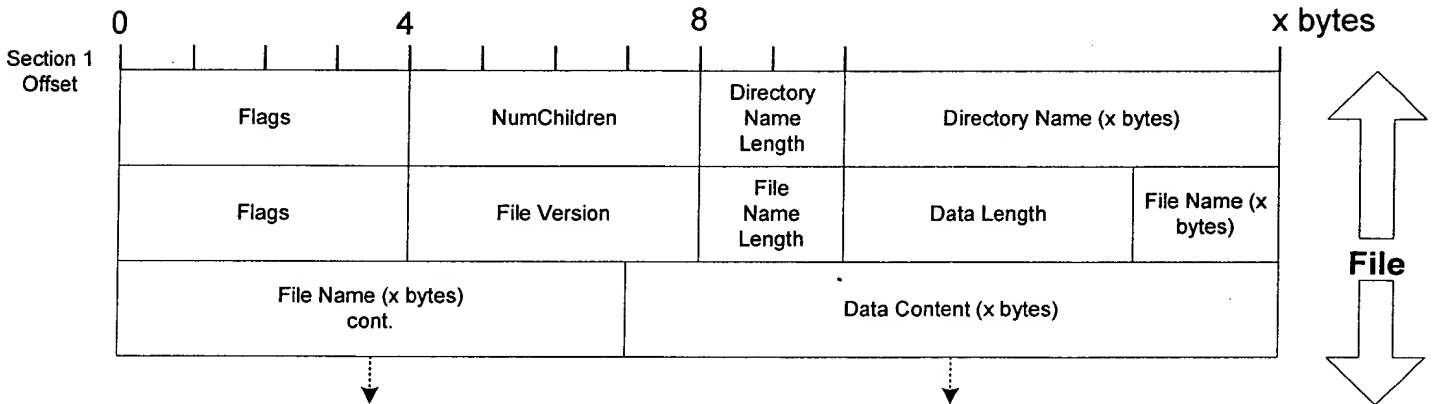 0 4 8 x bytes
Section 1
Offset
Flags
NumChildren
Directory
Name
Length
Directory Name (x bytes)
Flags
File Version
File
Name
Length
Data Length
File Name (x
bytes)
File Name (x bytes)
cont.
Data Content (x bytes)
File